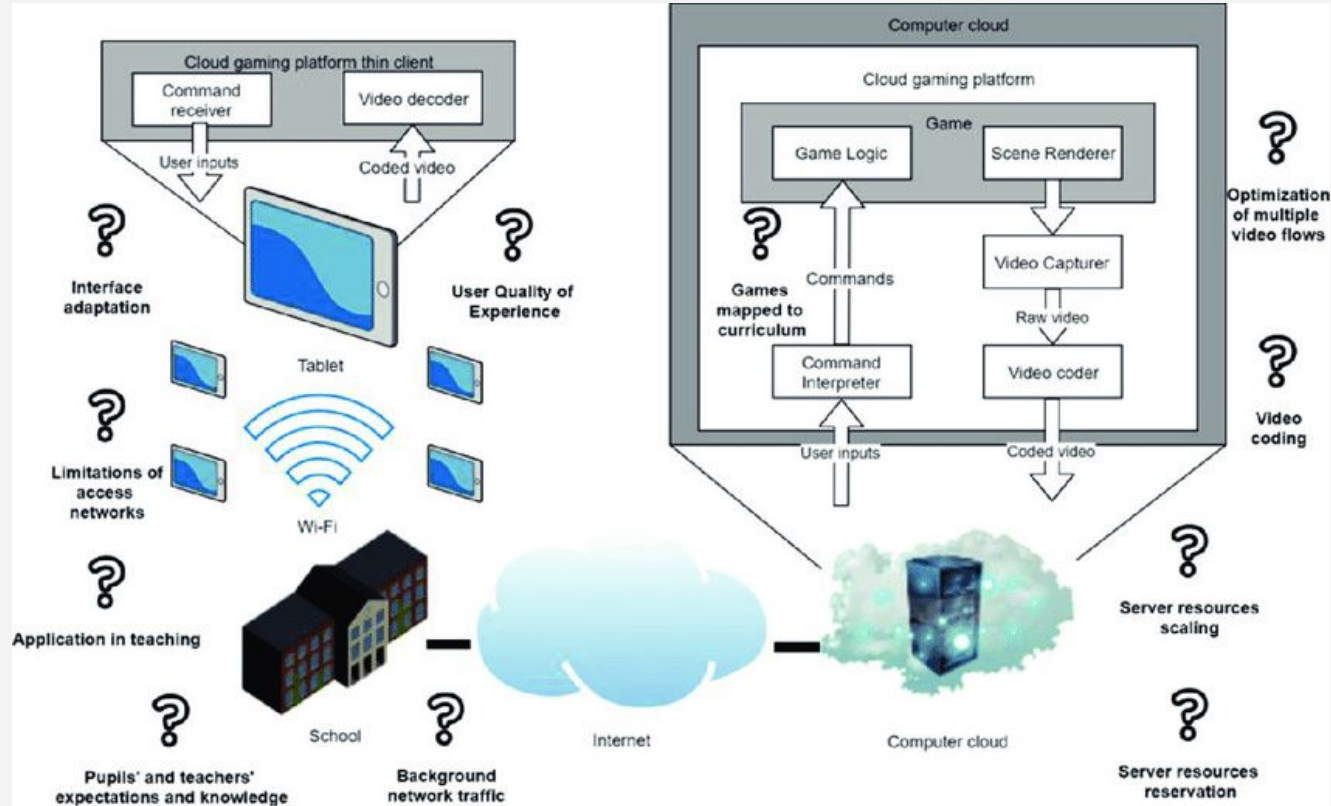 Cloud gaming platform thin client
Command
receiver
Video decoder
User inputs
Coded video
Interface
adaptation
User Quality of
Experience
Tablet
Limitations of
access
networks
Wi-Fi
Application in teaching
School
Pupils' and teachers'
expectations and knowledge
Background
network traffic
Internet
Computer cloud
Cloud gaming platform
Game
Game Logic
Scene Renderer
Optimization
of multiple
video flows
Games
mapped to
curriculum
Commands
Video Capturer
Raw video
Command
Interpreter
Video coder
Video
coding
User inputs
Coded video
Server resources
scaling
Computer cloud
Server resources
reservation